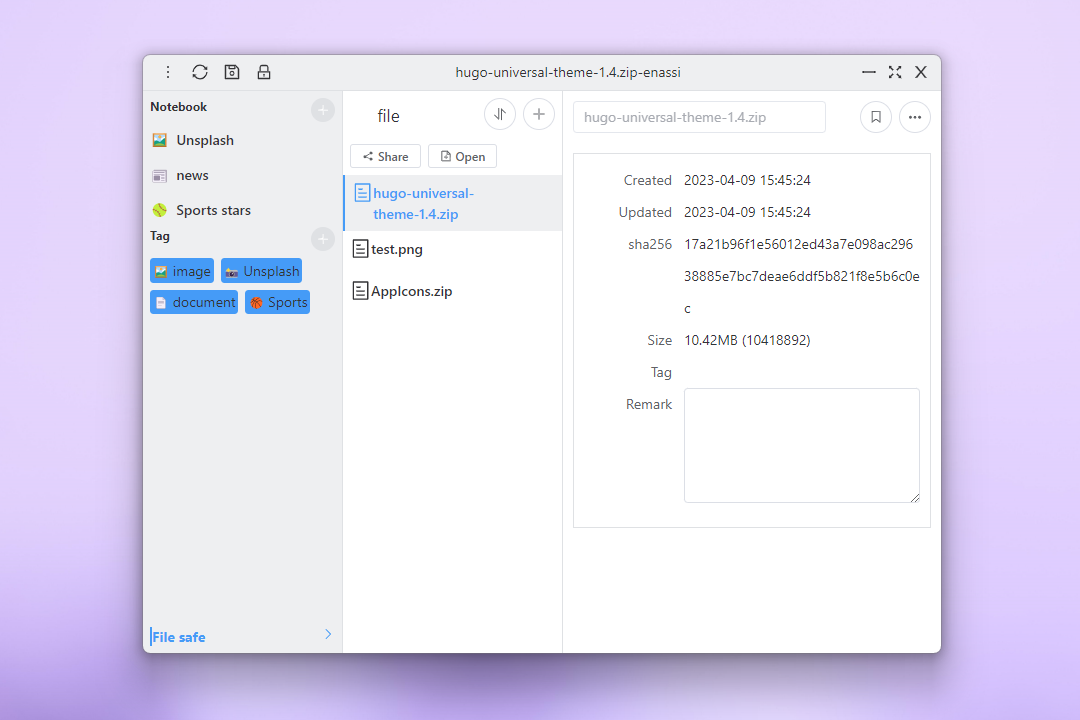 hugo-universal-theme-1.4.zip-enassi
Notebook
Unsplash
news
Sports stars
Tag
image
Unsplash
document
Sports
File safe
file
Share
Open
hugo-universal-
theme-1.4.zip
test.png
AppIcons.zip
hugo-universal-theme-1.4.zip
Created 2023-04-09 15:45:24
Updated 2023-04-09 15:45:24
sha256 17a21b96f1e56012ed43a7e098ac296
38885e7bc7deae6ddf5b821f8e5b6c0e
c
Size 10.42MB (10418892)
Tag
Remark